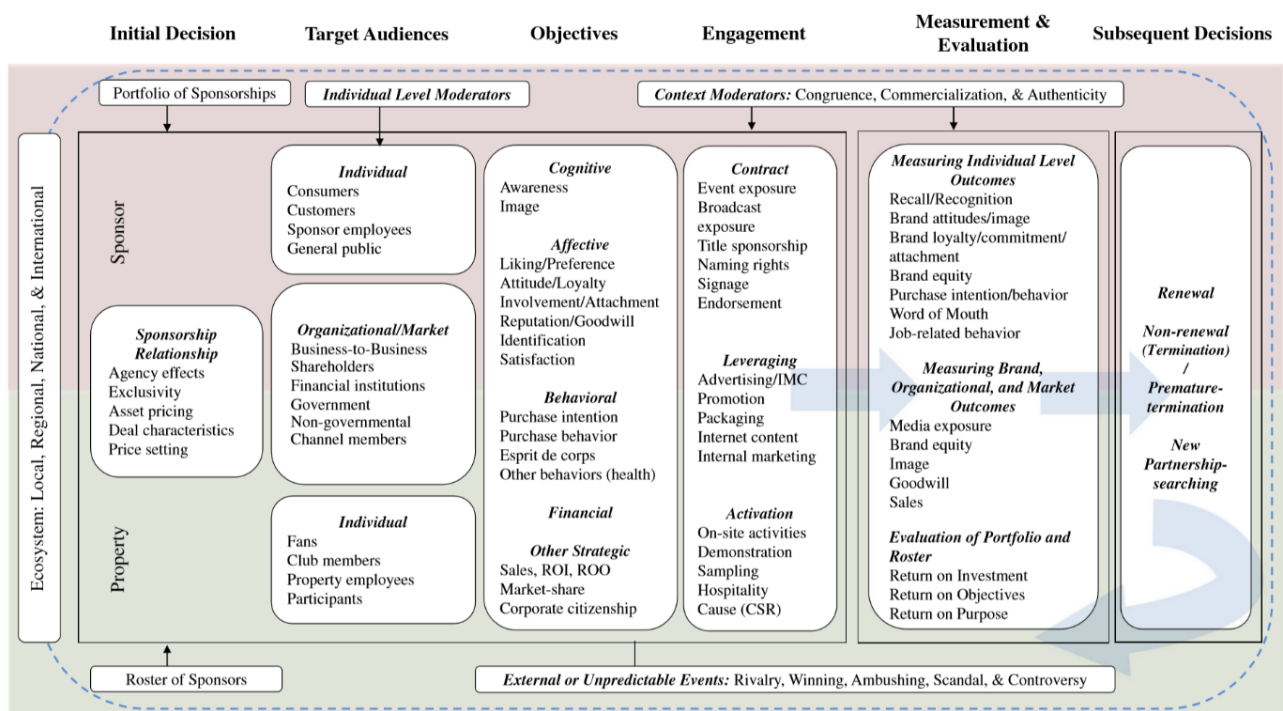 Initial Decision
Target Audiences
Objectives
Engagement
Measurement &
Evaluation
Subsequent Decisions
Portfolio of Sponsorships
Individual Level Moderators
Context Moderators: Congruence, Commercialization, & Authenticity
Ecosystem: Local, Regional, National, & International
Sponsor
Property
Sponsorship
Relationship
Agency effects
Exclusivity
Asset pricing
Deal characteristics
Price setting
Individual
Consumers
Customers
Sponsor employees
General public
Organizational/Market
Business-to-Business
Shareholders
Financial institutions
Government
Non-governmental
Channel members
Individual
Fans
Club members
Property employees
Participants
Cognitive
Awareness
Image
Affective
Liking/Preference
Attitude/Loyalty
Involvement/Attachment
Reputation/Goodwill
Identification
Satisfaction
Behavioral
Purchase intention
Purchase behavior
Esprit de corps
Other behaviors (health)
Financial
Other Strategic
Sales, ROI, ROO
Market-share
Corporate citizenship
Contract
Event exposure
Broadcast
exposure
Title sponsorship
Naming rights
Signage
Endorsement
Leveraging
Advertising/IMC
Promotion
Packaging
Internet content
Internal marketing
Activation
On-site activities
Demonstration
Sampling
Hospitality
Cause (CSR)
Measuring Individual Level
Outcomes
Recall/Recognition
Brand attitudes/image
Brand loyalty/commitment/
attachment
Brand equity
Purchase intention/behavior
Word of Mouth
Job-related behavior
Measuring Brand,
Organizational, and Market
Outcomes
Media exposure
Brand equity
Image
Goodwill
Sales
Evaluation of Portfolio and
Roster
Return on Investment
Return on Objectives
Return on Purpose
Renewal
Non-renewal
(Termination)
/
Premature-
termination
New
Partnership-
searching
Roster of Sponsors
External or Unpredictable Events: Rivalry, Winning, Ambushing, Scandal, & Controversy